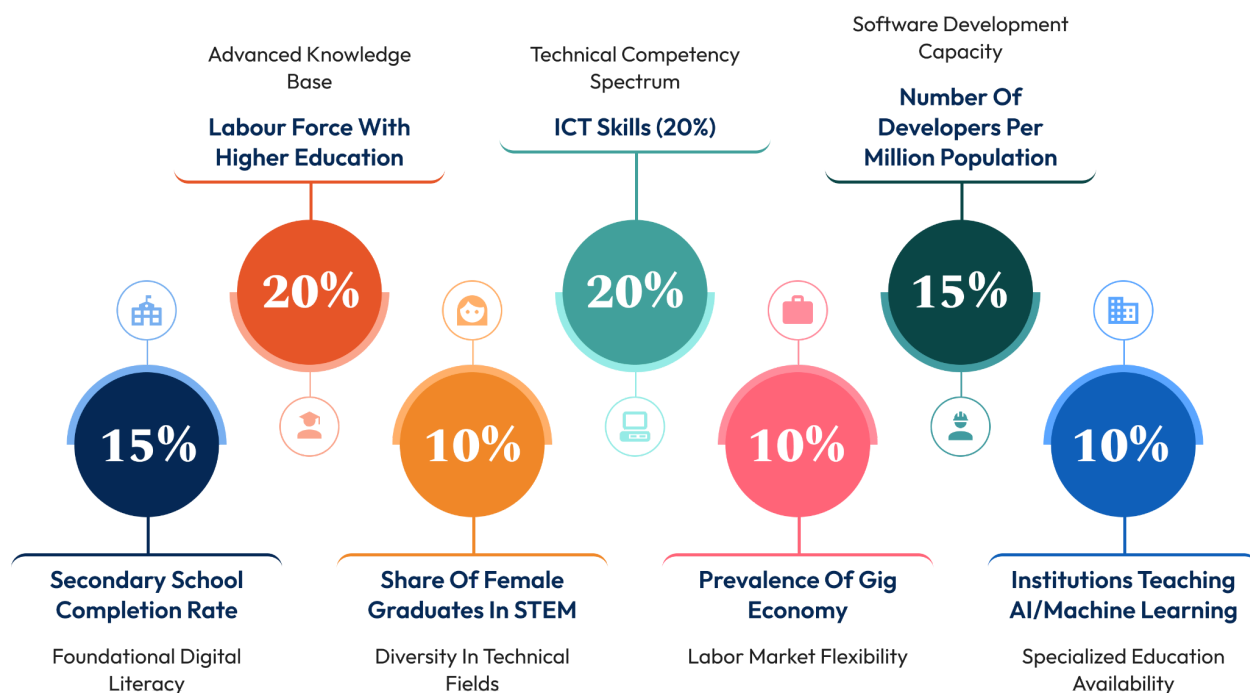 Software Development
Capacity
Number Of
Developers Per
Million Population
15%
Advanced Knowledge
Base
Labour Force With
Higher Education
20%
Technical Competency
Spectrum
ICT Skills (20%)
20%
15%
Secondary School
Completion Rate
Foundational Digital
Literacy
10%
Share Of Female
Graduates In STEM
Diversity In Technical
Fields
10%
Prevalence Of Gig
Economy
Labor Market Flexibility
10%
Institutions Teaching
AI/Machine Learning
Specialized Education
Availability